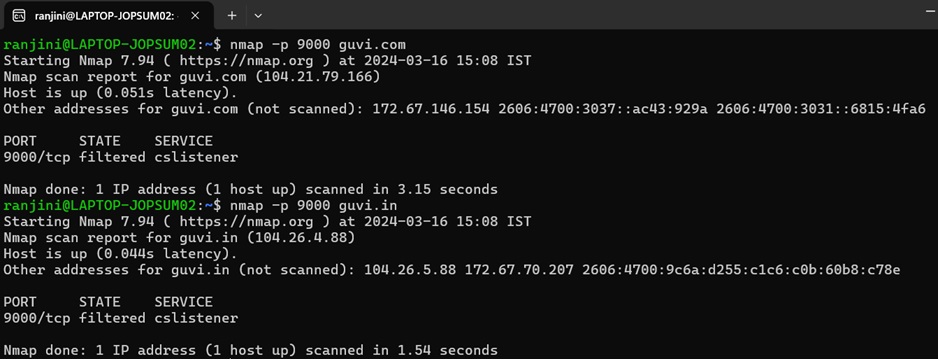 ranjini@LAPTOP-JOPSUM02:
ranjini@LAPTOP-JOPSUM02:~$ nmap -p 9000 guvi.com
Starting Nmap 7.94 ( https://nmap.org ) at 2024-03-16 15:08 IST
Nmap scan report for guvi.com (104.21.79.166)
Host is up (0.051s latency).
Other addresses for guvi.com (not scanned): 172.67.146.154 2606:4700:3037::ac43:929a 2606:4700:3031::6815:4fa6
PORT STATE SERVICE
9000/tcp filtered cslistener
Nmap done: 1 IP address (1 host up) scanned in 3.15 seconds
ranjini@LAPTOP-JOPSUM02:~$ nmap -p 9000 guvi.in
Starting Nmap 7.94 ( https://nmap.org ) at 2024-03-16 15:08 IST
Nmap scan report for guvi.in (104.26.4.88)
Host is up (0.044s latency).
Other addresses for guvi.in (not scanned): 104.26.5.88 172.67.70.207 2606:4700:9c6a:d255:c1c6:c0b:60b8:c78e
PORT STATE SERVICE
9000/tcp filtered cslistener
Nmap done: 1 IP address (1 host up) scanned in 1.54 seconds